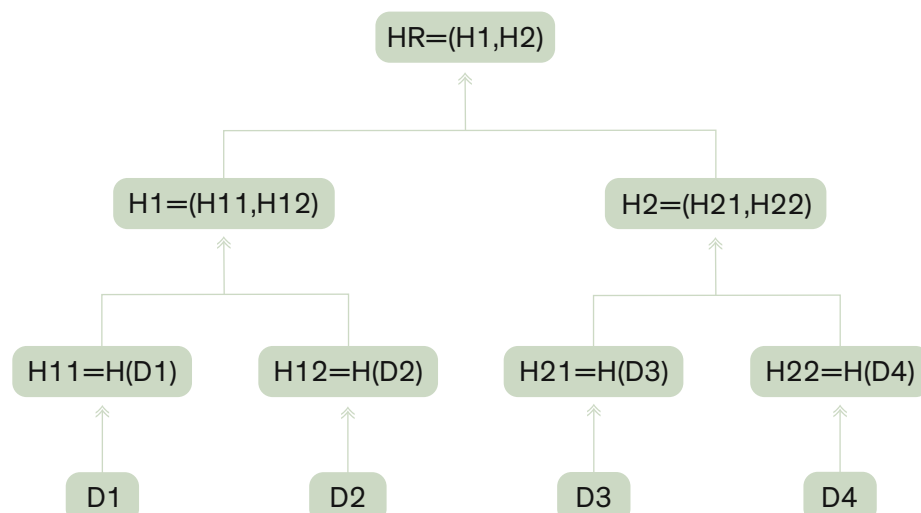 HR=(H1,H2)
H1=(H11,H12)
H2=(H21,H22)
H11=H(D1)
H12=H(D2)
H21=H(D3)
H22=H(D4)
D1
D2
D3
D4